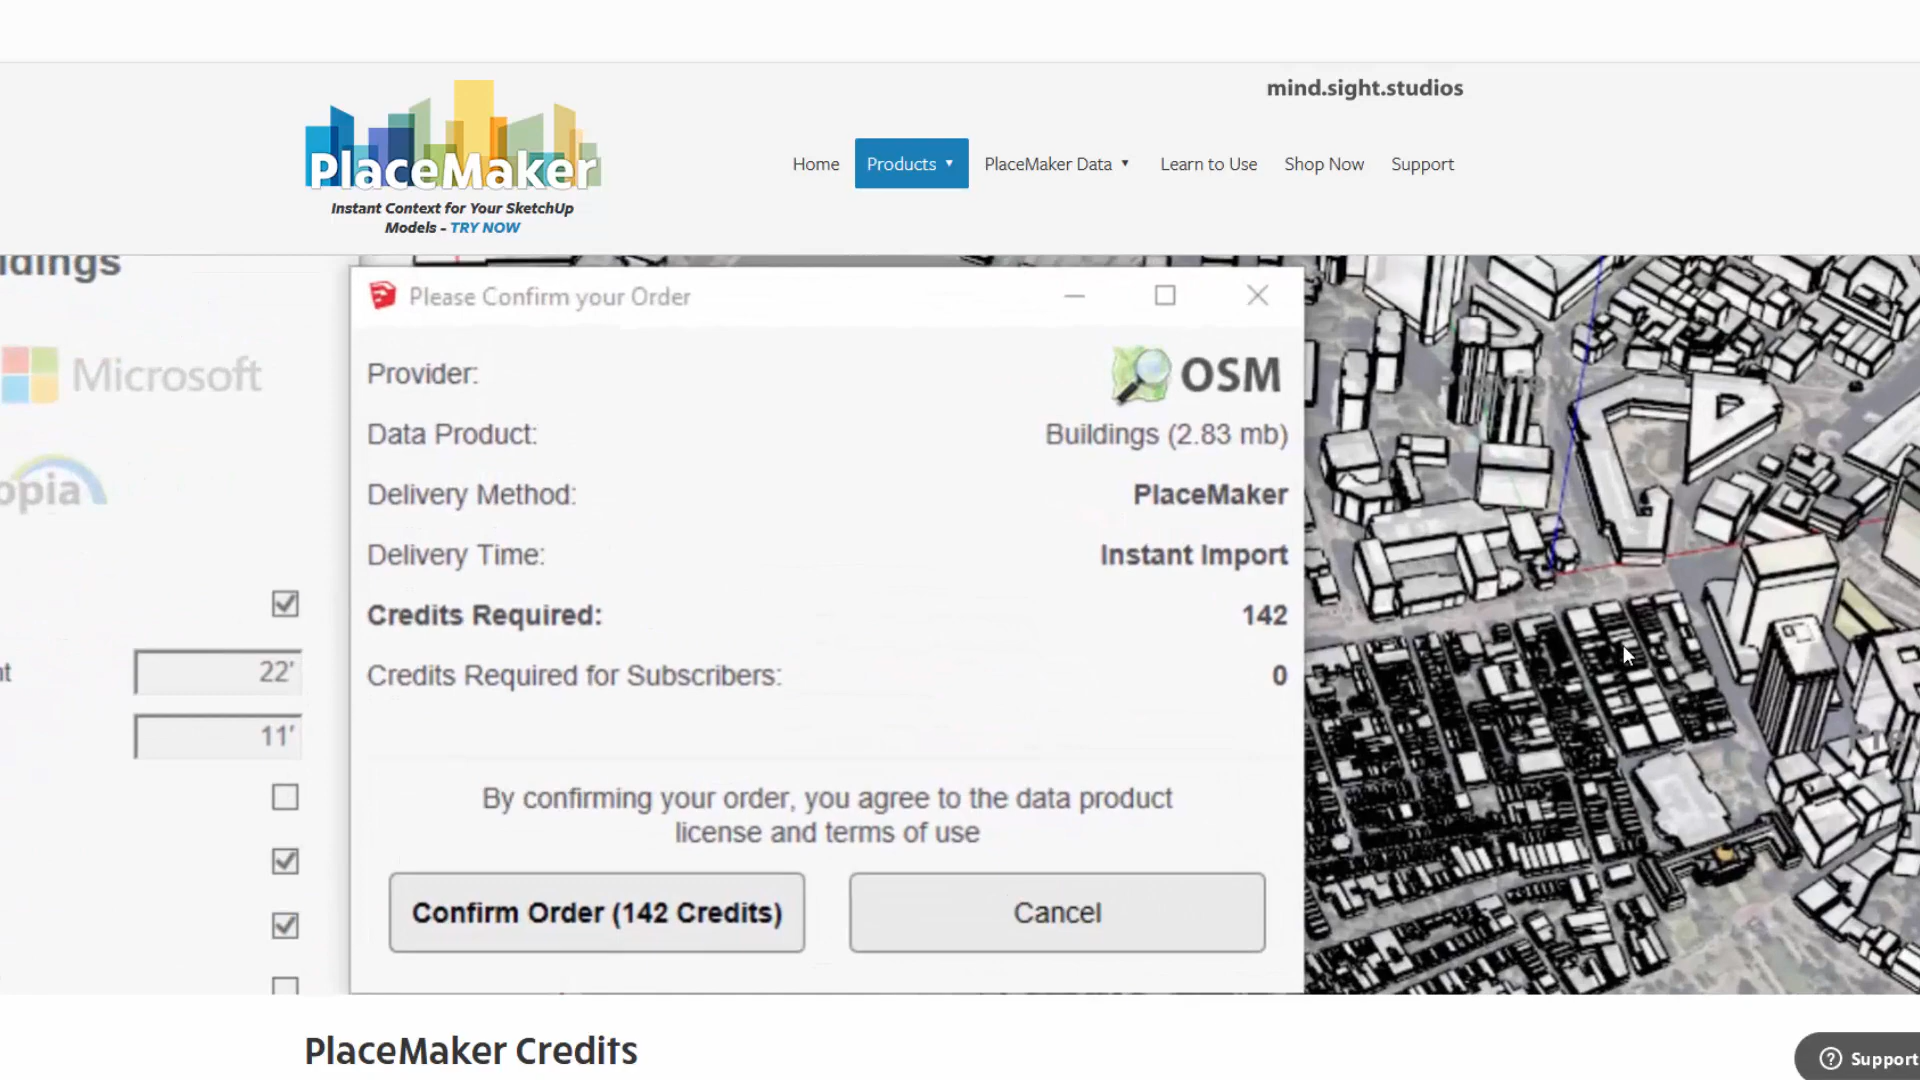 mind.sight.studios
PlaceMaker
Instant Context for Your SketchUp
Models - TRY NOW
Home
Products
PlaceMaker Data
Learn to Use
Shop Now
Support
Please Confirm your Order
Microsoft
Provider:
OSM
Data Product:
Buildings (2.83 mb)
Delivery Method:
PlaceMaker
Delivery Time:
Instant Import
Credits Required:
142
Credits Required for Subscribers:
0
22'
11'
By confirming your order, you agree to the data product
license and terms of use
Confirm Order (142 Credits)
Cancel
Preview
PlaceMaker Credits
Support